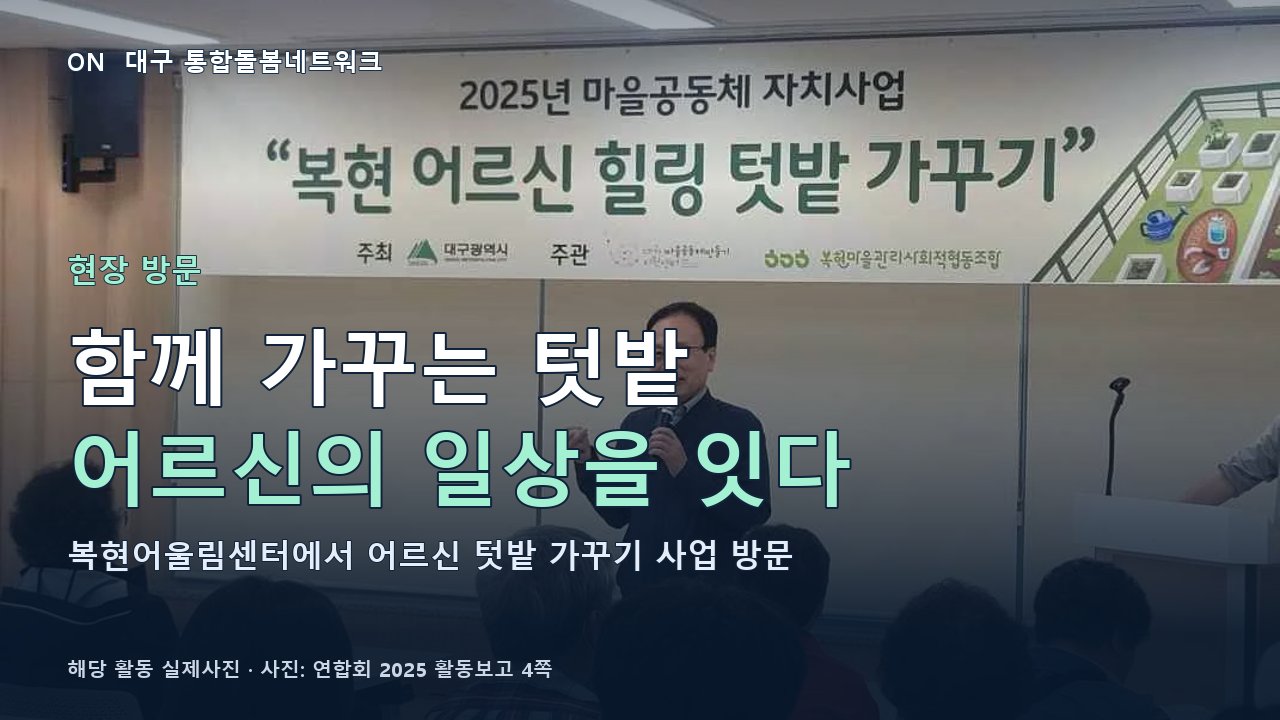 ON 대구 통합돌봄네트워크
2025년 마을공동체 자치사업
“복현 어르신 힐링 텃밭 가꾸기”
주최 대구광역시 주관 복현마을관리사회적협동조합
현장 방문
함께 가꾸는 텃밭
어르신의 일상을 잇다
복현어울림센터에서 어르신 텃밭 가꾸기 사업 방문
해당 활동 실제사진 · 사진: 연합회 2025 활동보고 4쪽